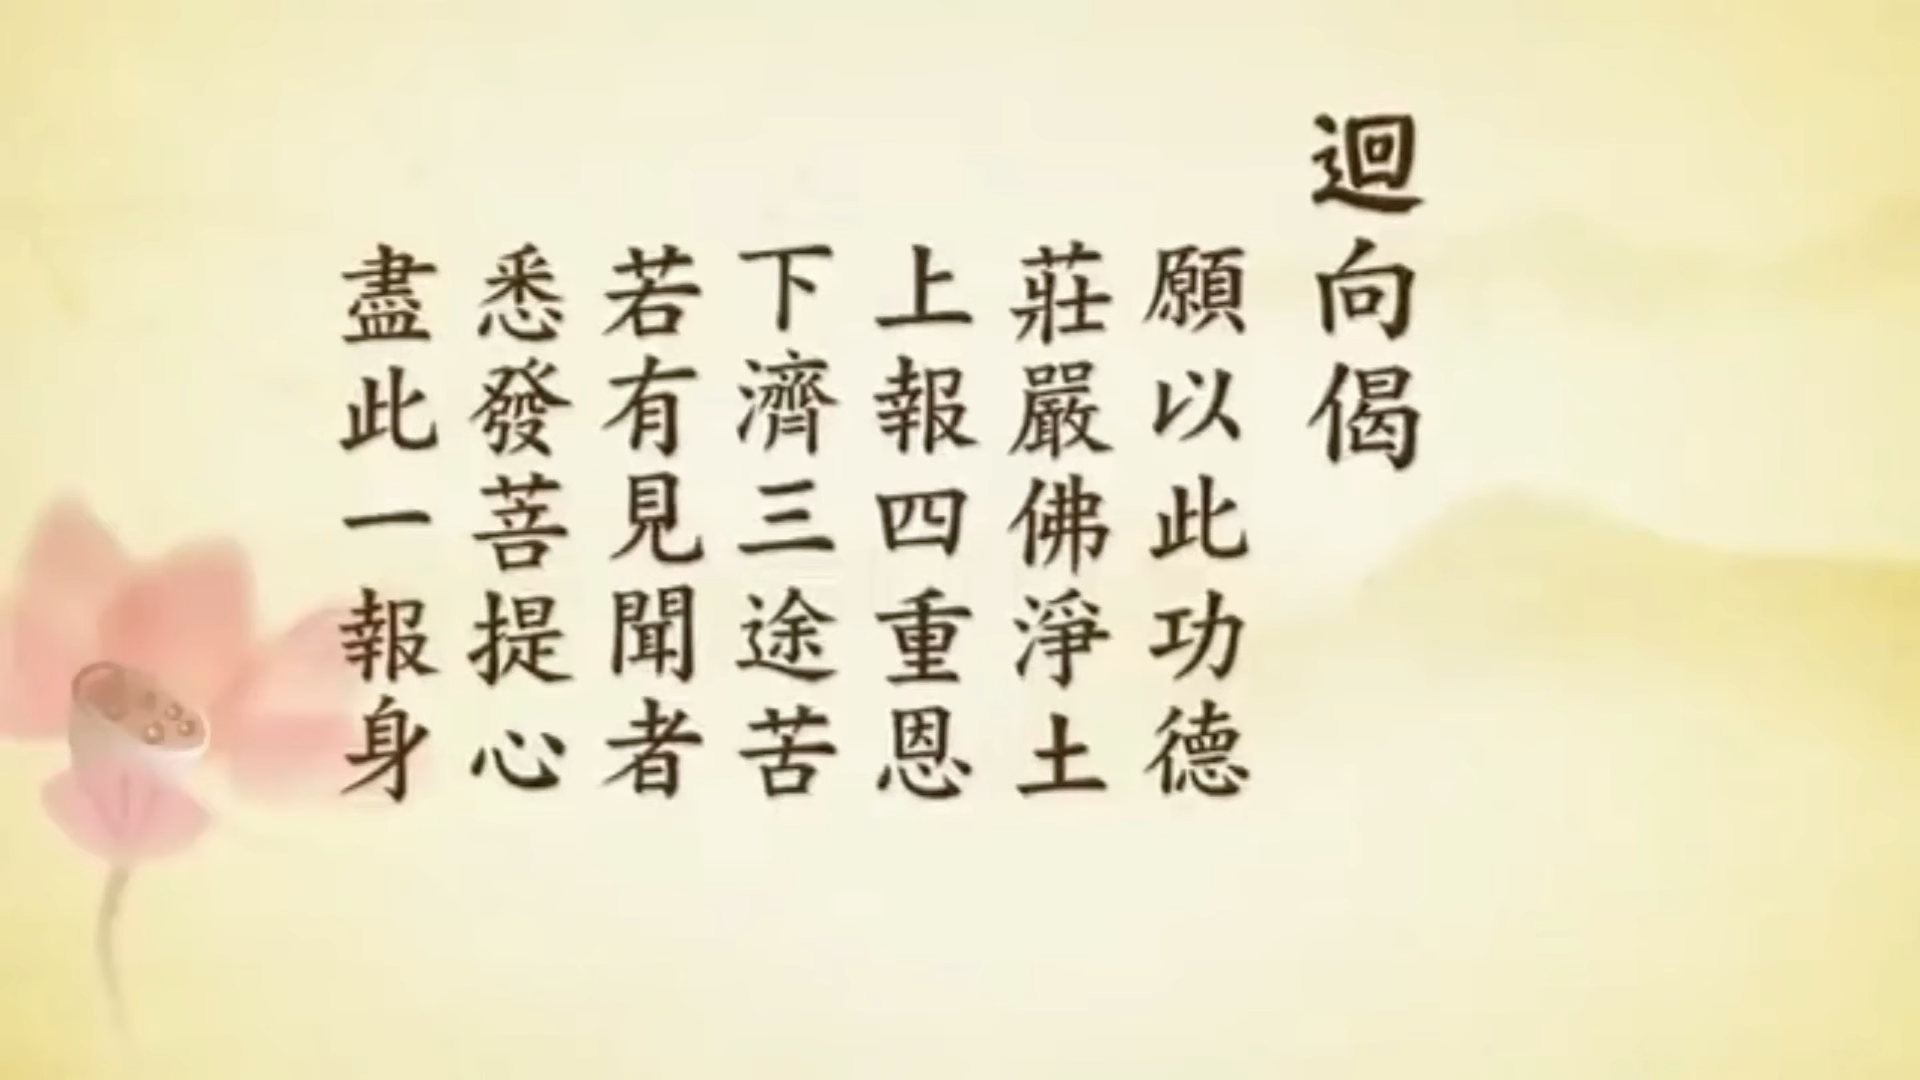 迴向偈
願以此功德
莊嚴佛淨土
上報四重恩
下濟三途苦
若有見聞者
悉發菩提心
盡此一報身